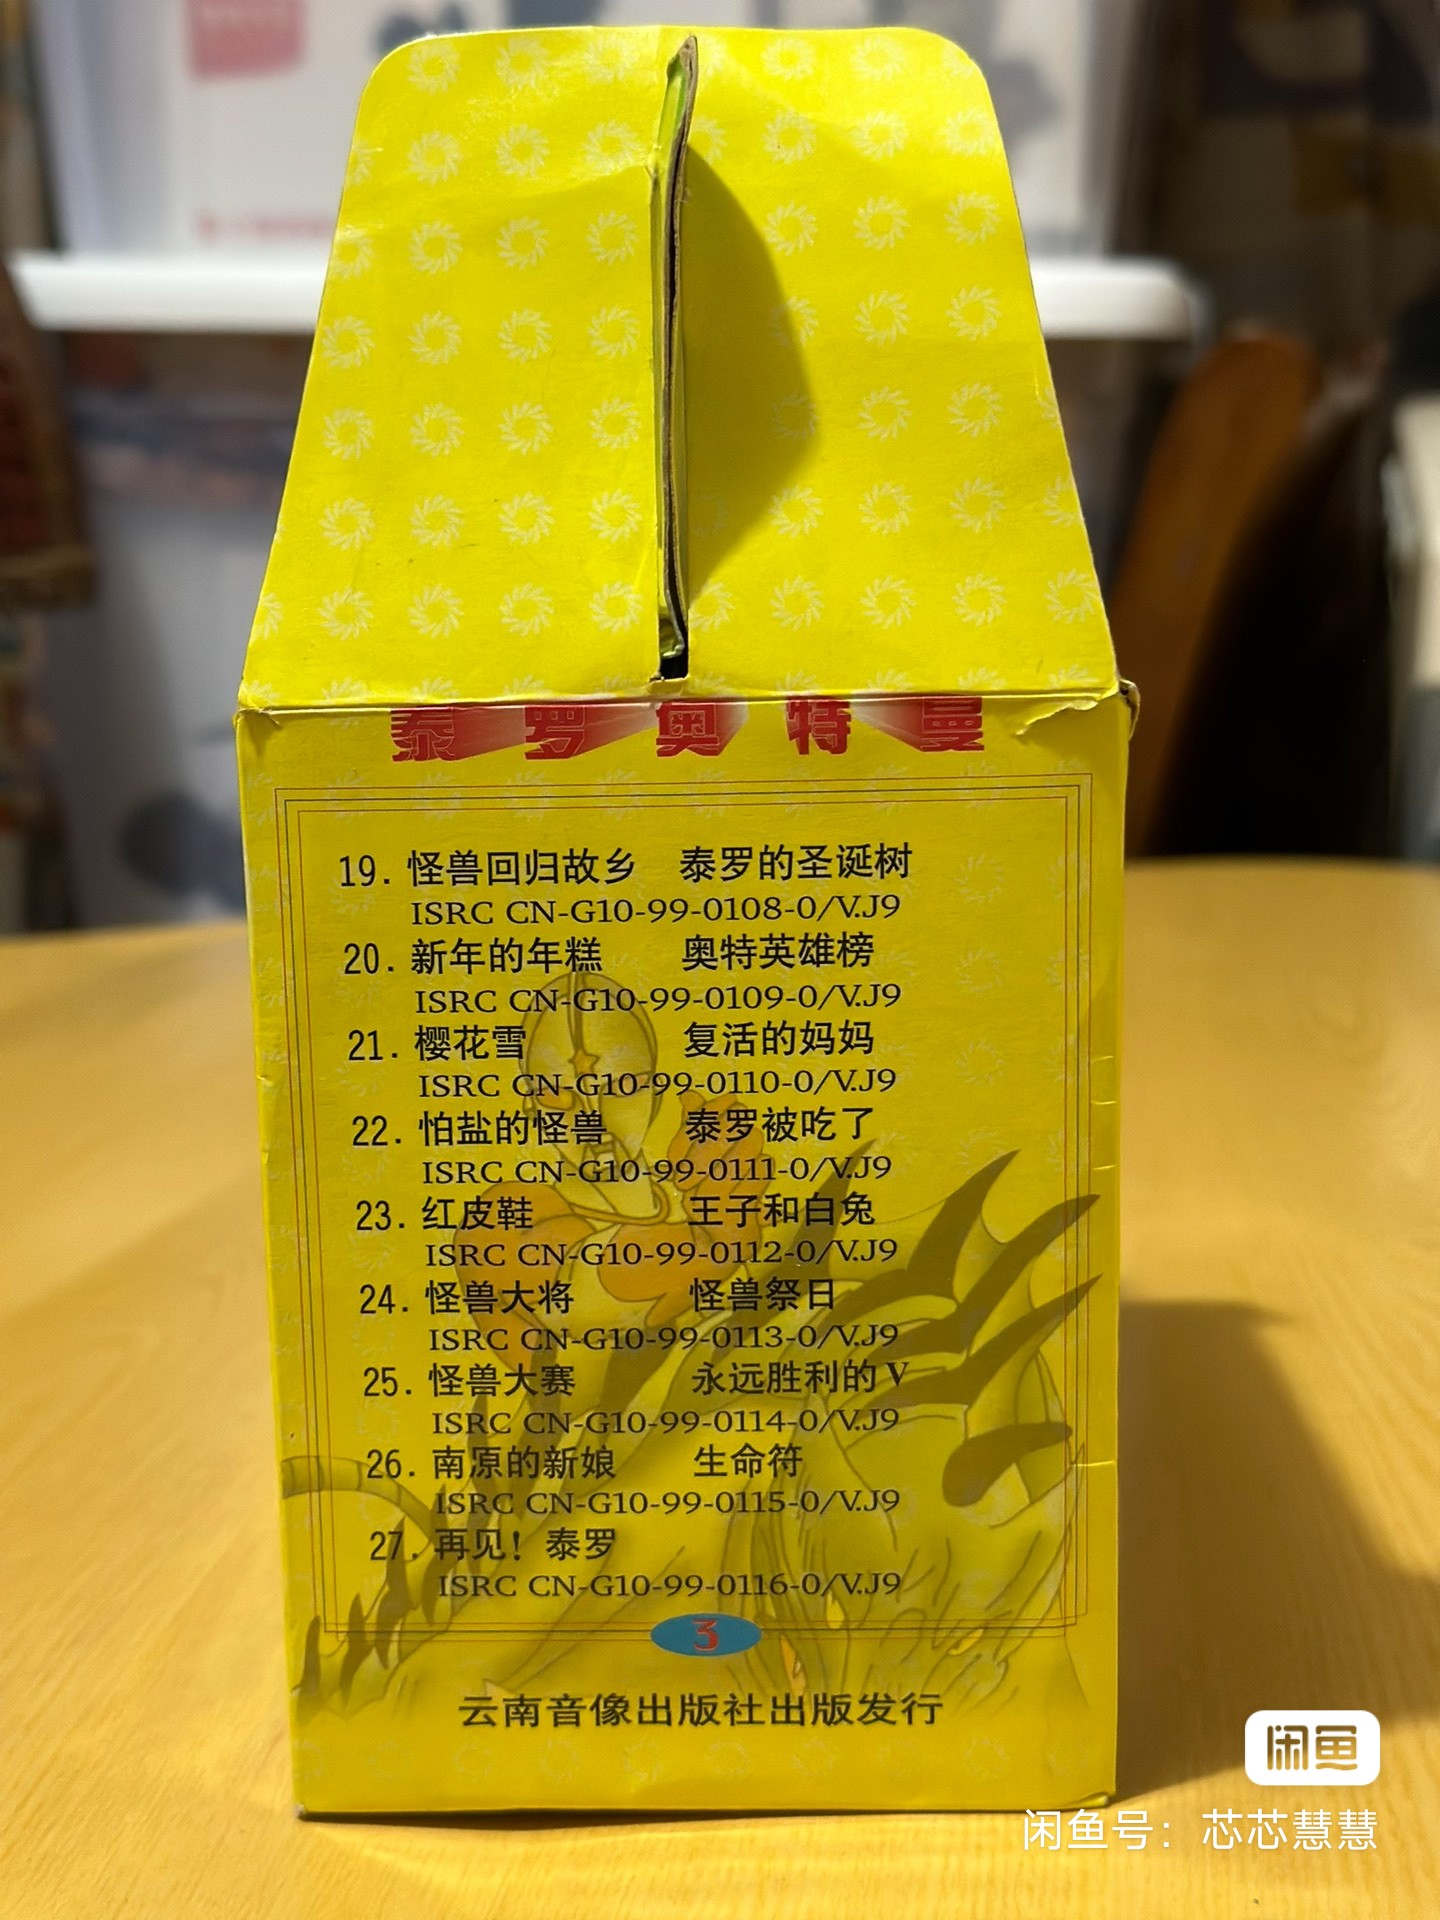 泰罗奥特曼
19. 怪兽回归故乡 泰罗的圣诞树
ISRC CN-G10-99-0108-0/V.J9
20. 新年的年糕 奥特英雄榜
ISRC CN-G10-99-0109-0/V.J9
21. 樱花雪 复活的妈妈
ISRC CN-G10-99-0110-0/V.J9
22. 怕盐的怪兽 泰罗被吃了
ISRC CN-G10-99-0111-0/V.J9
23. 红皮鞋 王子和白兔
ISRC CN-G10-99-0112-0/V.J9
24. 怪兽大将 怪兽祭日
ISRC CN-G10-99-0113-0/V.J9
25. 怪兽大赛 永远胜利的V
ISRC CN-G10-99-0114-0/V.J9
26. 南原的新娘 生命符
ISRC CN-G10-99-0115-0/V.J9
27. 再见！泰罗
ISRC CN-G10-99-0116-0/V.J9
3
云南音像出版社出版发行
闲鱼
闲鱼号：芯芯慧慧